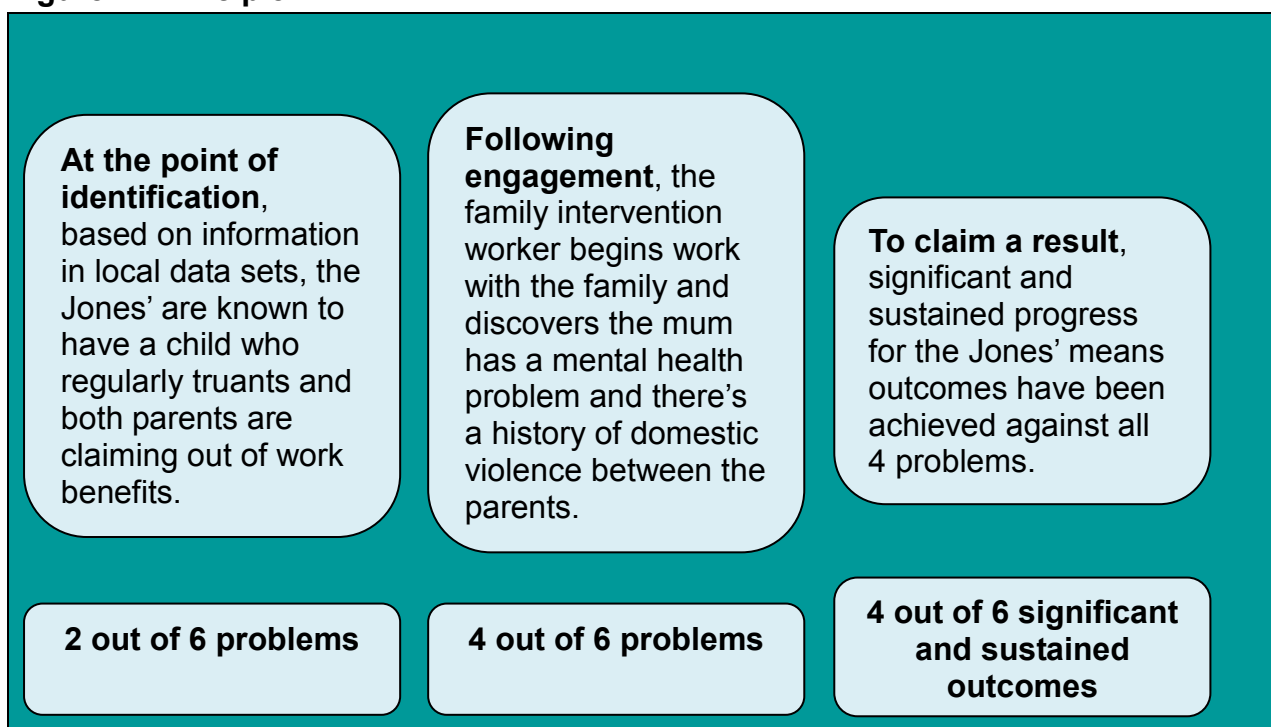 At the point of
identification,
based on information
in local data sets, the
Jones’ are known to
have a child who
regularly truants and
both parents are
claiming out of work
benefits.
Following
engagement, the
family intervention
worker begins work
with the family and
discovers the mum
has a mental health
problem and there’s
a history of domestic
violence between the
parents.
To claim a result,
significant and
sustained progress
for the Jones’ means
outcomes have been
achieved against all
4 problems.
2 out of 6 problems
4 out of 6 problems
4 out of 6 significant
and sustained
outcomes